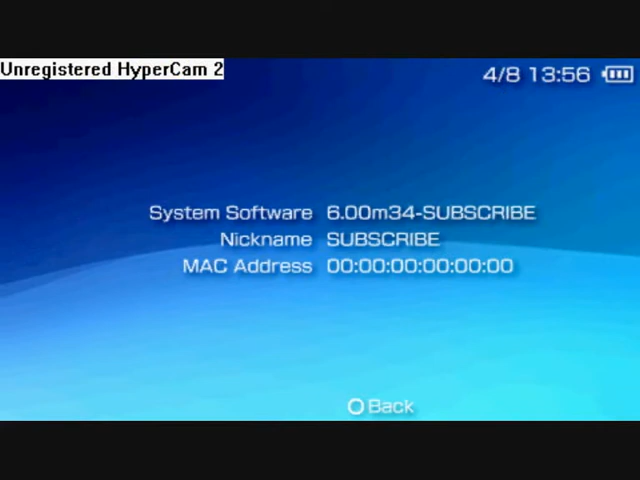 Unregistered HyperCam 2
4/8 13:56
System Software 6.00m34-SUBSCRIBE
Nickname SUBSCRIBE
MAC Address 00:00:00:00:00:00
Back